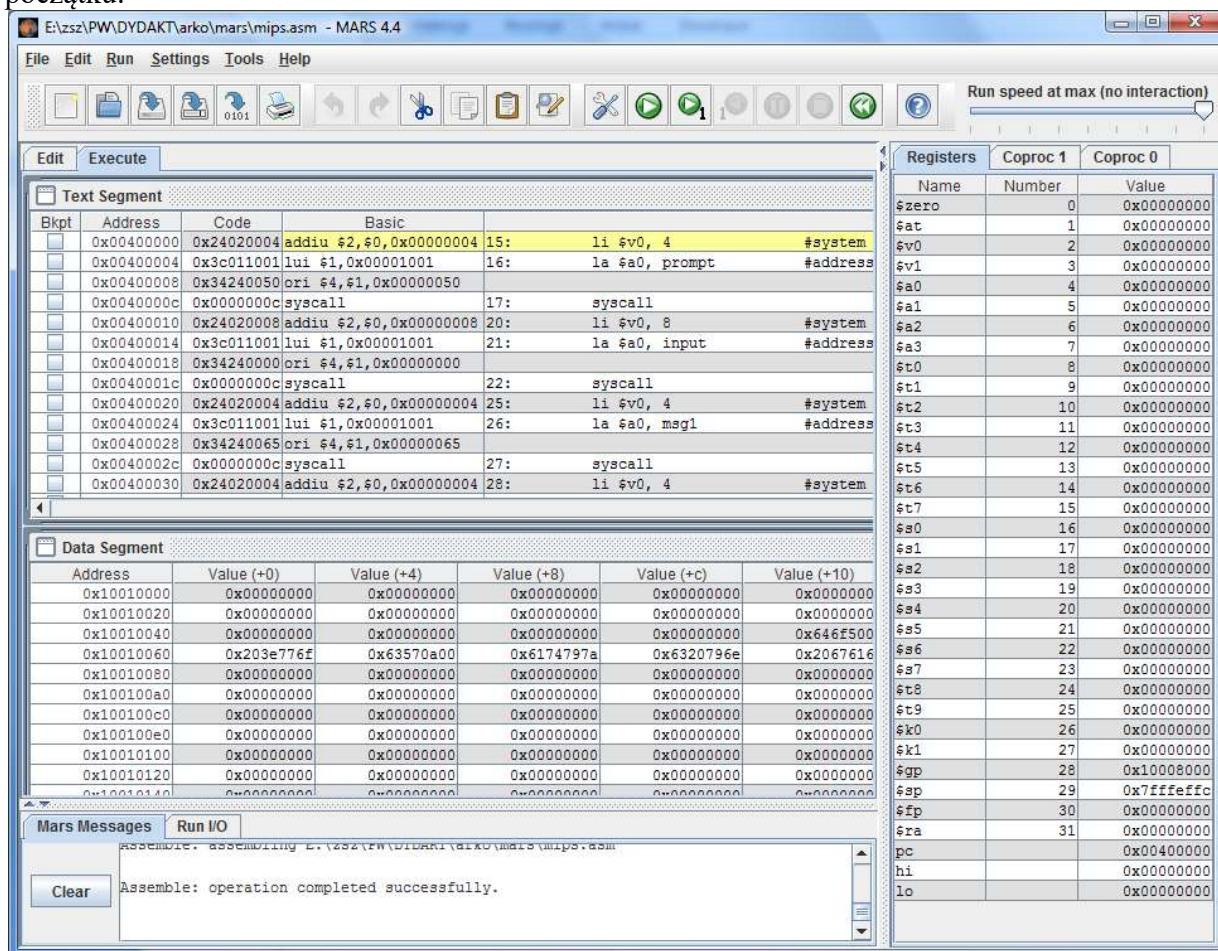 początku.
E:\zsz\PW\DYDAKT\arko\mars\mips.asm - MARS 4.4
File Edit Run Settings Tools Help
Run speed at max (no interaction)
Edit Execute
Text Segment
Bkpt Address Code Basic
0x00400000 0x24020004 addiu $2,$0,0x00000004 15: li $v0, 4 #system
0x00400004 0x3c011001 lui $1,0x00001001 16: la $a0, prompt #address
0x00400008 0x34240050 ori $4,$1,0x00000050
0x0040000c 0x0000000c syscall 17: syscall
0x00400010 0x24020008 addiu $2,$0,0x00000008 20: li $v0, 8 #system
0x00400014 0x3c011001 lui $1,0x00001001 21: la $a0, input #address
0x00400018 0x34240000 ori $4,$1,0x00000000
0x0040001c 0x0000000c syscall 22: syscall
0x00400020 0x24020004 addiu $2,$0,0x00000004 25: li $v0, 4 #system
0x00400024 0x3c011001 lui $1,0x00001001 26: la $a0, msg1 #address
0x00400028 0x34240065 ori $4,$1,0x00000065
0x0040002c 0x0000000c syscall 27: syscall
0x00400030 0x24020004 addiu $2,$0,0x00000004 28: li $v0, 4 #system
Data Segment
Address Value (+0) Value (+4) Value (+8) Value (+c) Value (+10)
0x10010000 0x00000000 0x00000000 0x00000000 0x00000000 0x0000000
0x10010020 0x00000000 0x00000000 0x00000000 0x00000000 0x0000000
0x10010040 0x00000000 0x00000000 0x00000000 0x00000000 0x646f500
0x10010060 0x203e776f 0x63570a00 0x6174797a 0x6320796e 0x2067616
0x10010080 0x00000000 0x00000000 0x00000000 0x00000000 0x0000000
0x100100a0 0x00000000 0x00000000 0x00000000 0x00000000 0x0000000
0x100100c0 0x00000000 0x00000000 0x00000000 0x00000000 0x0000000
0x100100e0 0x00000000 0x00000000 0x00000000 0x00000000 0x0000000
0x10010100 0x00000000 0x00000000 0x00000000 0x00000000 0x0000000
0x10010120 0x00000000 0x00000000 0x00000000 0x00000000 0x0000000
0x10010140 0x00000000 0x00000000 0x00000000 0x00000000 0x0000000
Mars Messages Run I/O
Assemble: assembling E:\zsz\PW\DYDAKT\arko\mars\mips.asm
Assemble: operation completed successfully.
Clear
Registers Coproc 1 Coproc 0
Name Number Value
$zero 0 0x00000000
$at 1 0x00000000
$v0 2 0x00000000
$v1 3 0x00000000
$a0 4 0x00000000
$a1 5 0x00000000
$a2 6 0x00000000
$a3 7 0x00000000
$t0 8 0x00000000
$t1 9 0x00000000
$t2 10 0x00000000
$t3 11 0x00000000
$t4 12 0x00000000
$t5 13 0x00000000
$t6 14 0x00000000
$t7 15 0x00000000
$s0 16 0x00000000
$s1 17 0x00000000
$s2 18 0x00000000
$s3 19 0x00000000
$s4 20 0x00000000
$s5 21 0x00000000
$s6 22 0x00000000
$s7 23 0x00000000
$t8 24 0x00000000
$t9 25 0x00000000
$k0 26 0x00000000
$k1 27 0x00000000
$gp 28 0x10008000
$sp 29 0x7fffeffc
$fp 30 0x00000000
$ra 31 0x00000000
pc 0x00400000
hi 0x00000000
lo 0x00000000